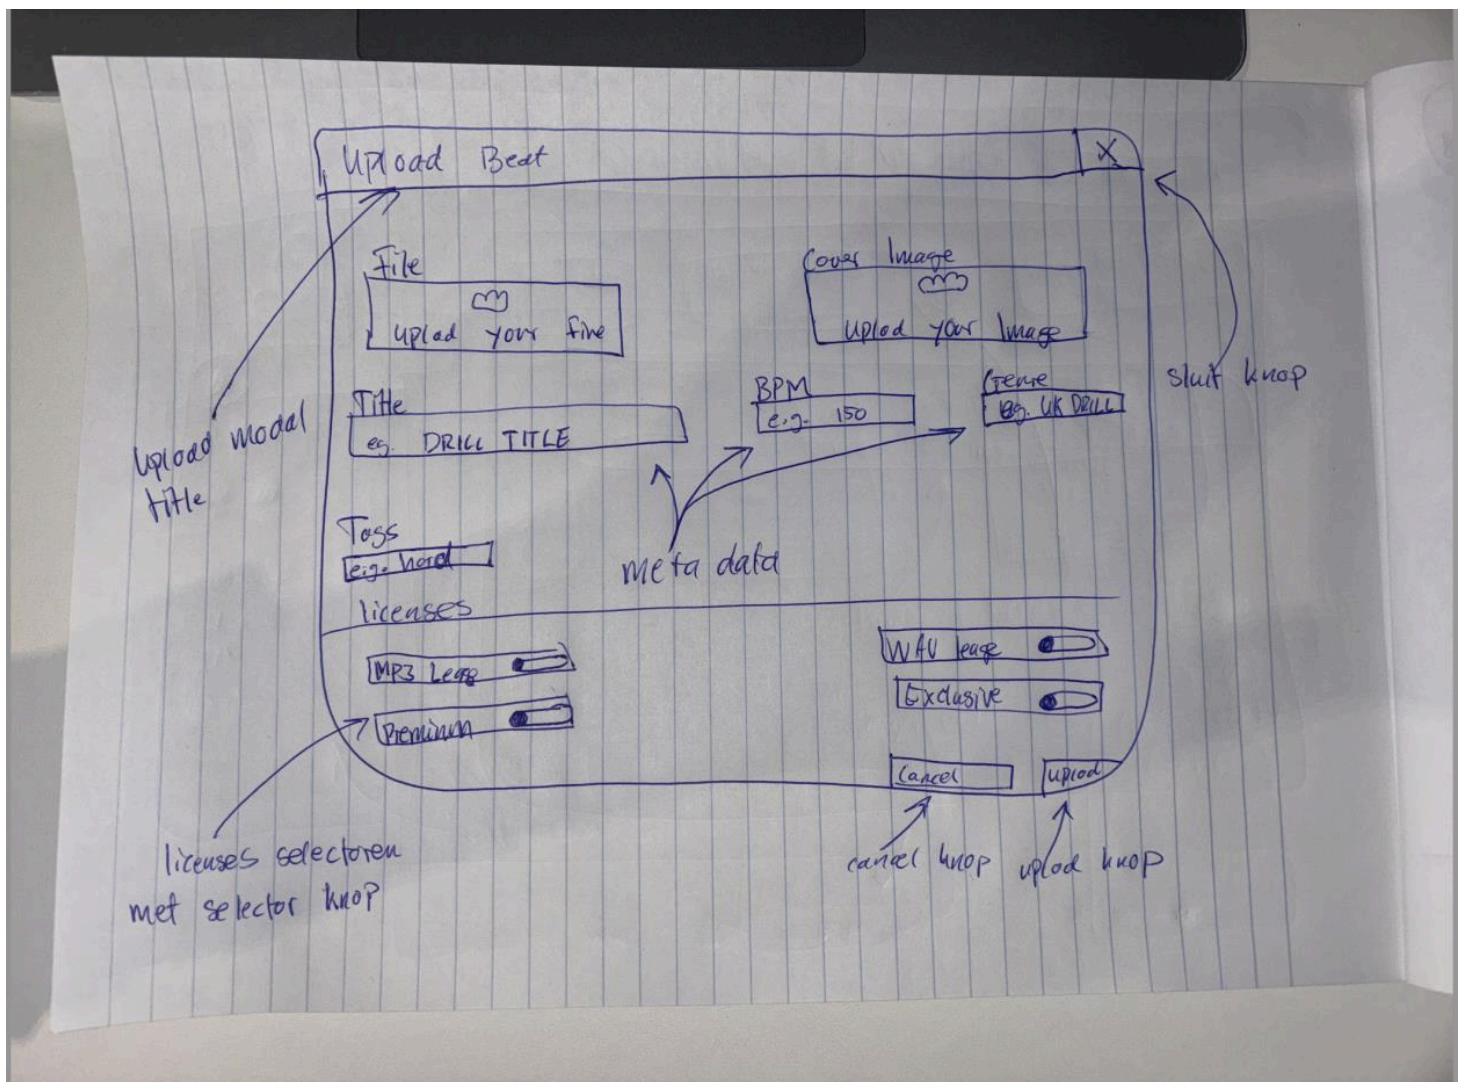 Upload Beat
X
File
Cover Image
Uplod your Image
uplad your fine
sluit knop
Title
eg. DRILL TITLE
BPM
e.g. 150
Genre
eg. UK DRILL
Upload modal
title
Tags
e.g. hard
meta data
licenses
MP3 Lease
WAV lease
Premium
Exclusive
Cancel
uplod
licenses selectoren
met selector knop
cancel knop
uplod knop